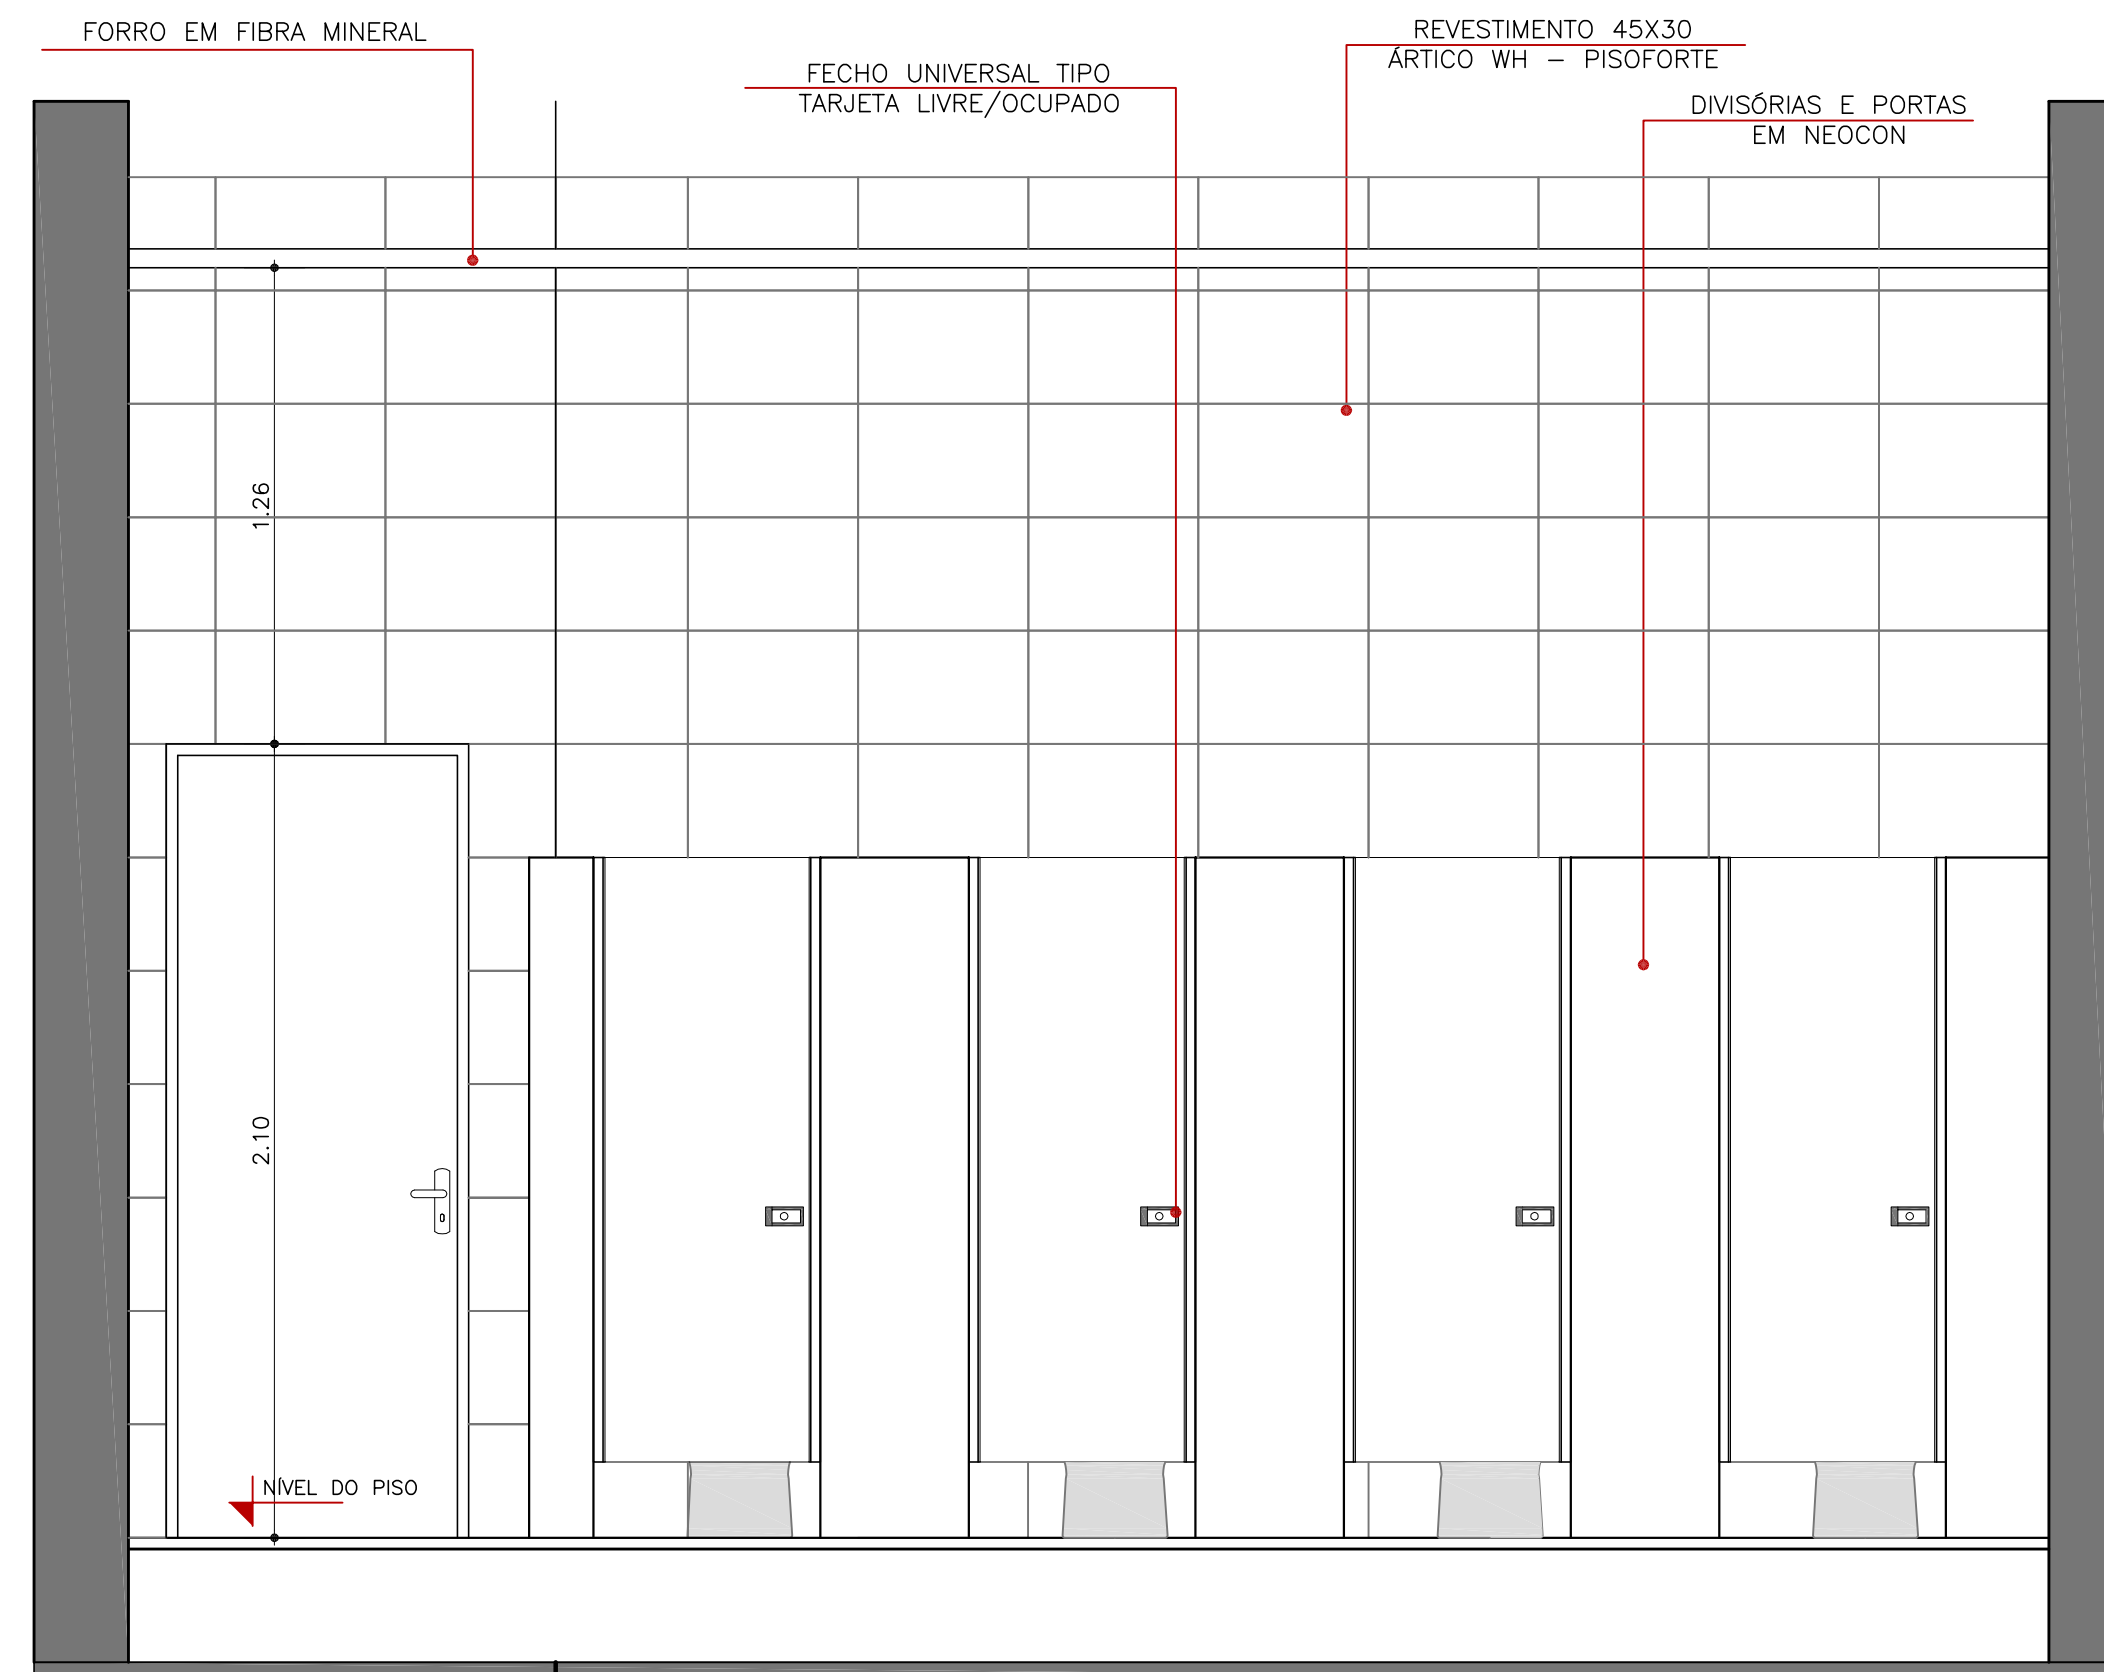 FORRO EM FIBRA MINERAL
FECHO UNIVERSAL TIPO
TARJETA LIVRE/OCUPADO
REVESTIMENTO 45X30
ÁRTICO WH – PISOFORTE
DIVISÓRIAS E PORTAS
EM NEOCON
1.26
2.10
NÍVEL DO PISO